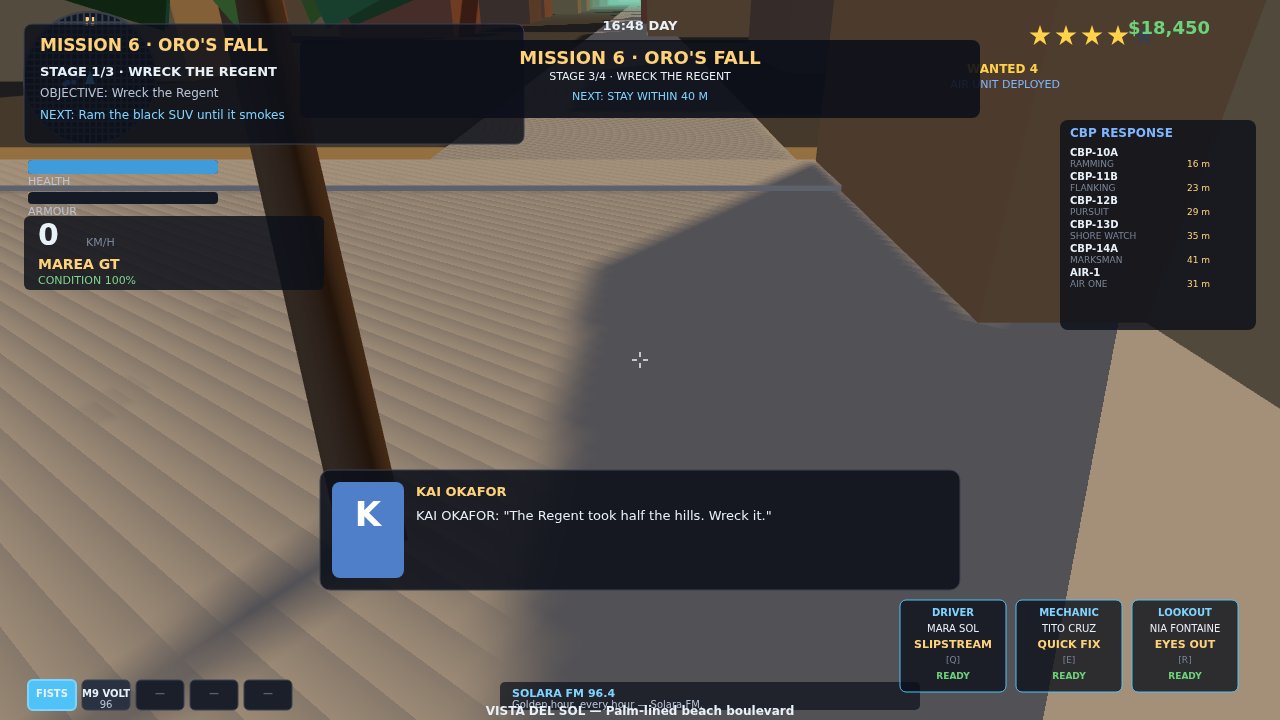 16:48 DAY
$18,450
MISSION 6 · ORO'S FALL
STAGE 1/3 · WRECK THE REGENT
OBJECTIVE: Wreck the Regent
NEXT: Ram the black SUV until it smokes
MISSION 6 · ORO'S FALL
STAGE 3/4 · WRECK THE REGENT
NEXT: STAY WITHIN 40 M
WANTED 4
AIR UNIT DEPLOYED
CBP RESPONSE
CBP-10A
RAMMING 16 m
CBP-11B
FLANKING 23 m
CBP-12B
PURSUIT 29 m
CBP-13D
SHORE WATCH 35 m
CBP-14A
MARKSMAN 41 m
AIR-1
AIR ONE 31 m
HEALTH
ARMOUR
0 KM/H
MAREA GT
CONDITION 100%
K
KAI OKAFOR
KAI OKAFOR: "The Regent took half the hills. Wreck it."
DRIVER
MARA SOL
SLIPSTREAM
[Q]
READY
MECHANIC
TITO CRUZ
QUICK FIX
[E]
READY
LOOKOUT
NIA FONTAINE
EYES OUT
[R]
READY
FISTS
M9 VOLT
96
—
—
—
SOLARA FM 96.4
Golden hour, every hour — Solara FM
VISTA DEL SOL — Palm-lined beach boulevard